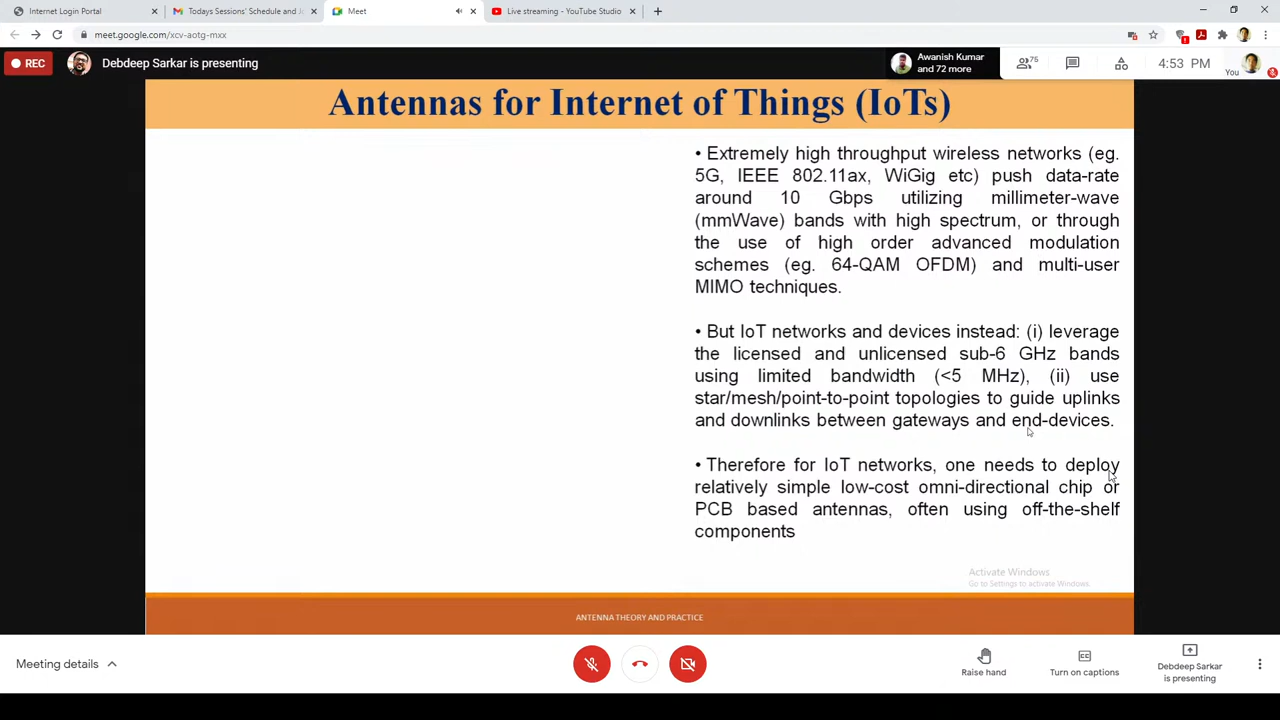 Internet Login Portal
Todays Sessions' Schedule and Jo
Meet
Live streaming - YouTube Studio
meet.google.com/xcv-aotg-mxx
REC
Debdeep Sarkar is presenting
Awanish Kumar
and 72 more
75
4:53 PM
You
Antennas for Internet of Things (IoTs)
• Extremely high throughput wireless networks (eg.
5G, IEEE 802.11ax, WiGig etc) push data-rate
around 10 Gbps utilizing millimeter-wave
(mmWave) bands with high spectrum, or through
the use of high order advanced modulation
schemes (eg. 64-QAM OFDM) and multi-user
MIMO techniques.
• But IoT networks and devices instead: (i) leverage
the licensed and unlicensed sub-6 GHz bands
using limited bandwidth (<5 MHz), (ii) use
star/mesh/point-to-point topologies to guide uplinks
and downlinks between gateways and end-devices.
• Therefore for IoT networks, one needs to deploy
relatively simple low-cost omni-directional chip or
PCB based antennas, often using off-the-shelf
components
Activate Windows
Go to Settings to activate Windows.
ANTENNA THEORY AND PRACTICE
Meeting details
Raise hand
Turn on captions
Debdeep Sarkar
is presenting